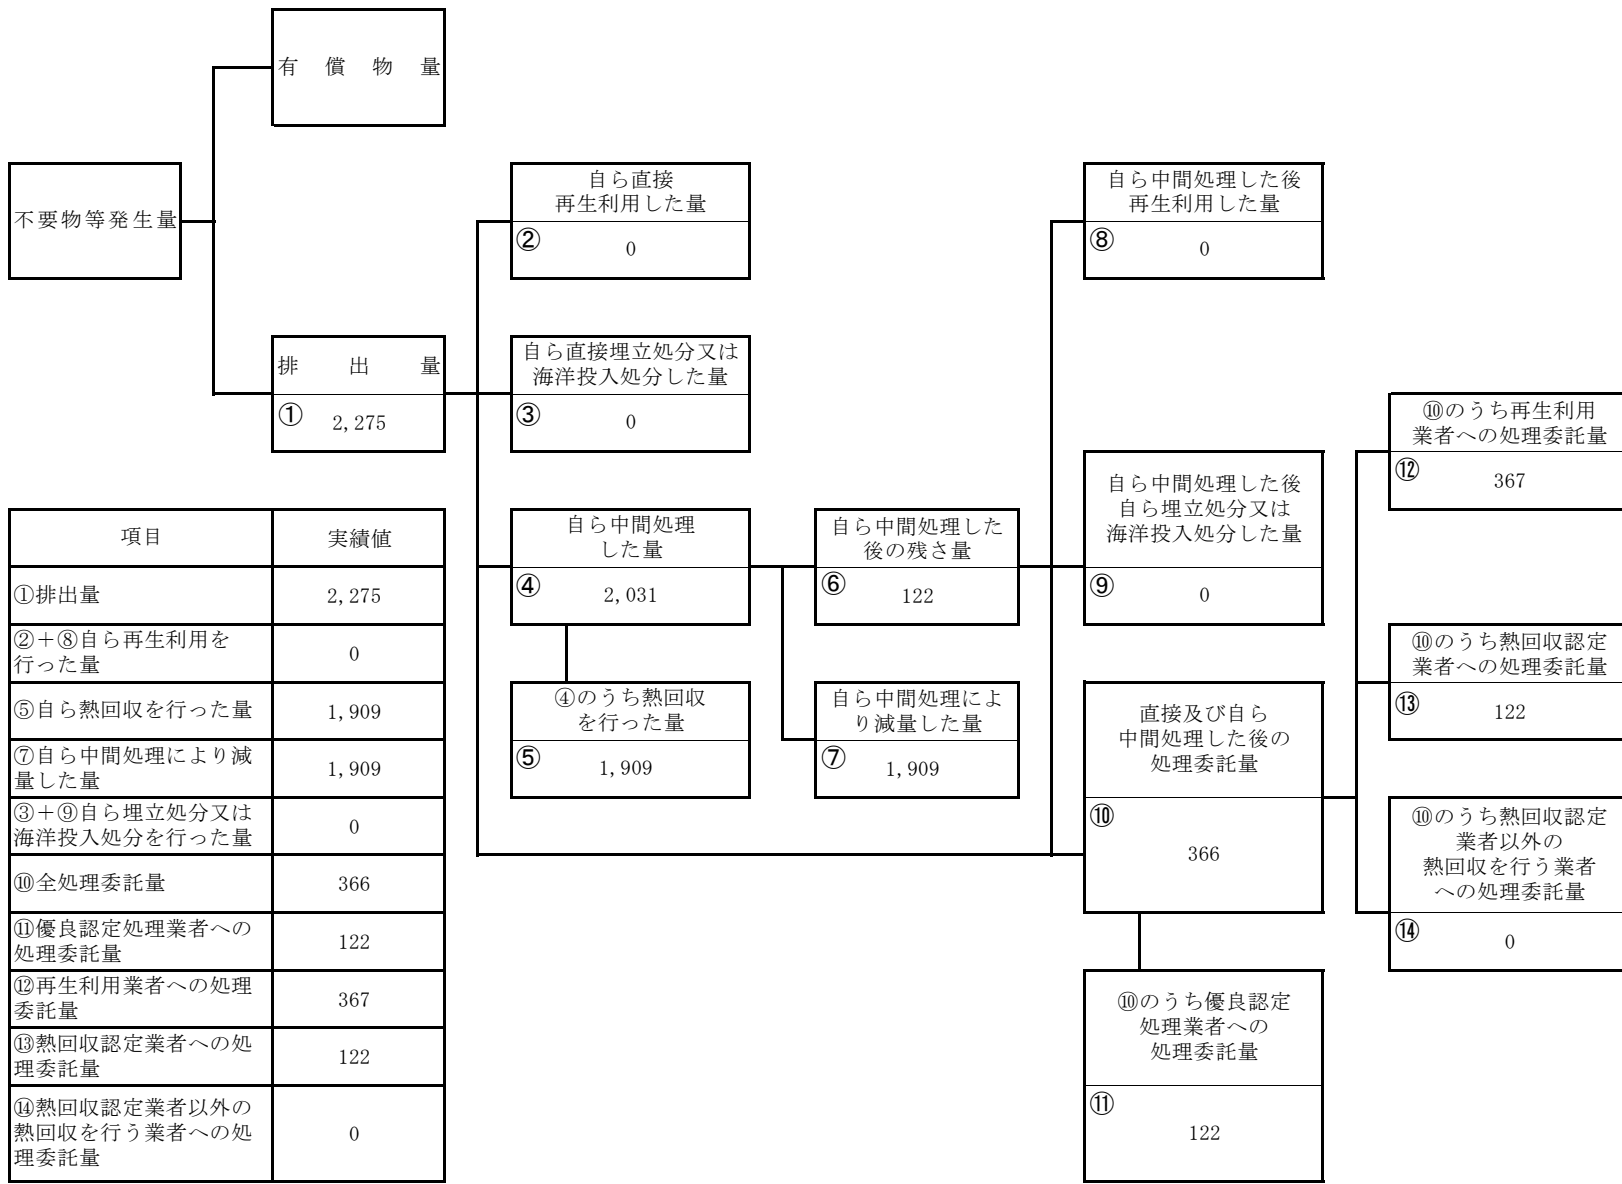 有償物量
不要物等発生量
排出量
① 2,275
自ら直接
再生利用した量
② 0
自ら直接埋立処分又は
海洋投入処分した量
③ 0
自ら中間処理
した量
④ 2,031
④のうち熱回収
を行った量
⑤ 1,909
自ら中間処理した
後の残さ量
⑥ 122
自ら中間処理によ
り減量した量
⑦ 1,909
自ら中間処理した後
再生利用した量
⑧ 0
自ら中間処理した後
自ら埋立処分又は
海洋投入処分した量
⑨ 0
直接及び自ら
中間処理した後の
処理委託量
⑩
366
⑩のうち優良認定
処理業者への
処理委託量
⑪
122
⑩のうち再生利用
業者への処理委託量
⑫ 367
⑩のうち熱回収認定
業者への処理委託量
⑬ 122
⑩のうち熱回収認定
業者以外の
熱回収を行う業者
への処理委託量
⑭ 0
項目 実績値
①排出量 2,275
②+⑧自ら再生利用を
行った量 0
⑤自ら熱回収を行った量 1,909
⑦自ら中間処理により減
量した量 1,909
③+⑨自ら埋立処分又は
海洋投入処分を行った量 0
⑩全処理委託量 366
⑪優良認定処理業者への
処理委託量 122
⑫再生利用業者への処理
委託量 367
⑬熱回収認定業者への処
理委託量 122
⑭熱回収認定業者以外の
熱回収を行う業者への処 0
理委託量